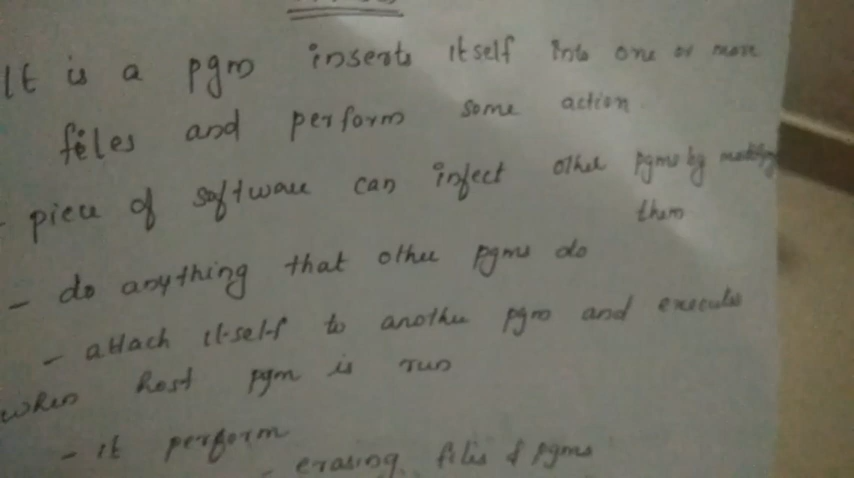 It is a pgm inserts itself into one or more
files and perform some action
- piece of software can infect other pgms by
them
- do anything that other pgms do
- attach itself to another pgm and executes
when host pgm is run
- it perform
- erasing files & pgms